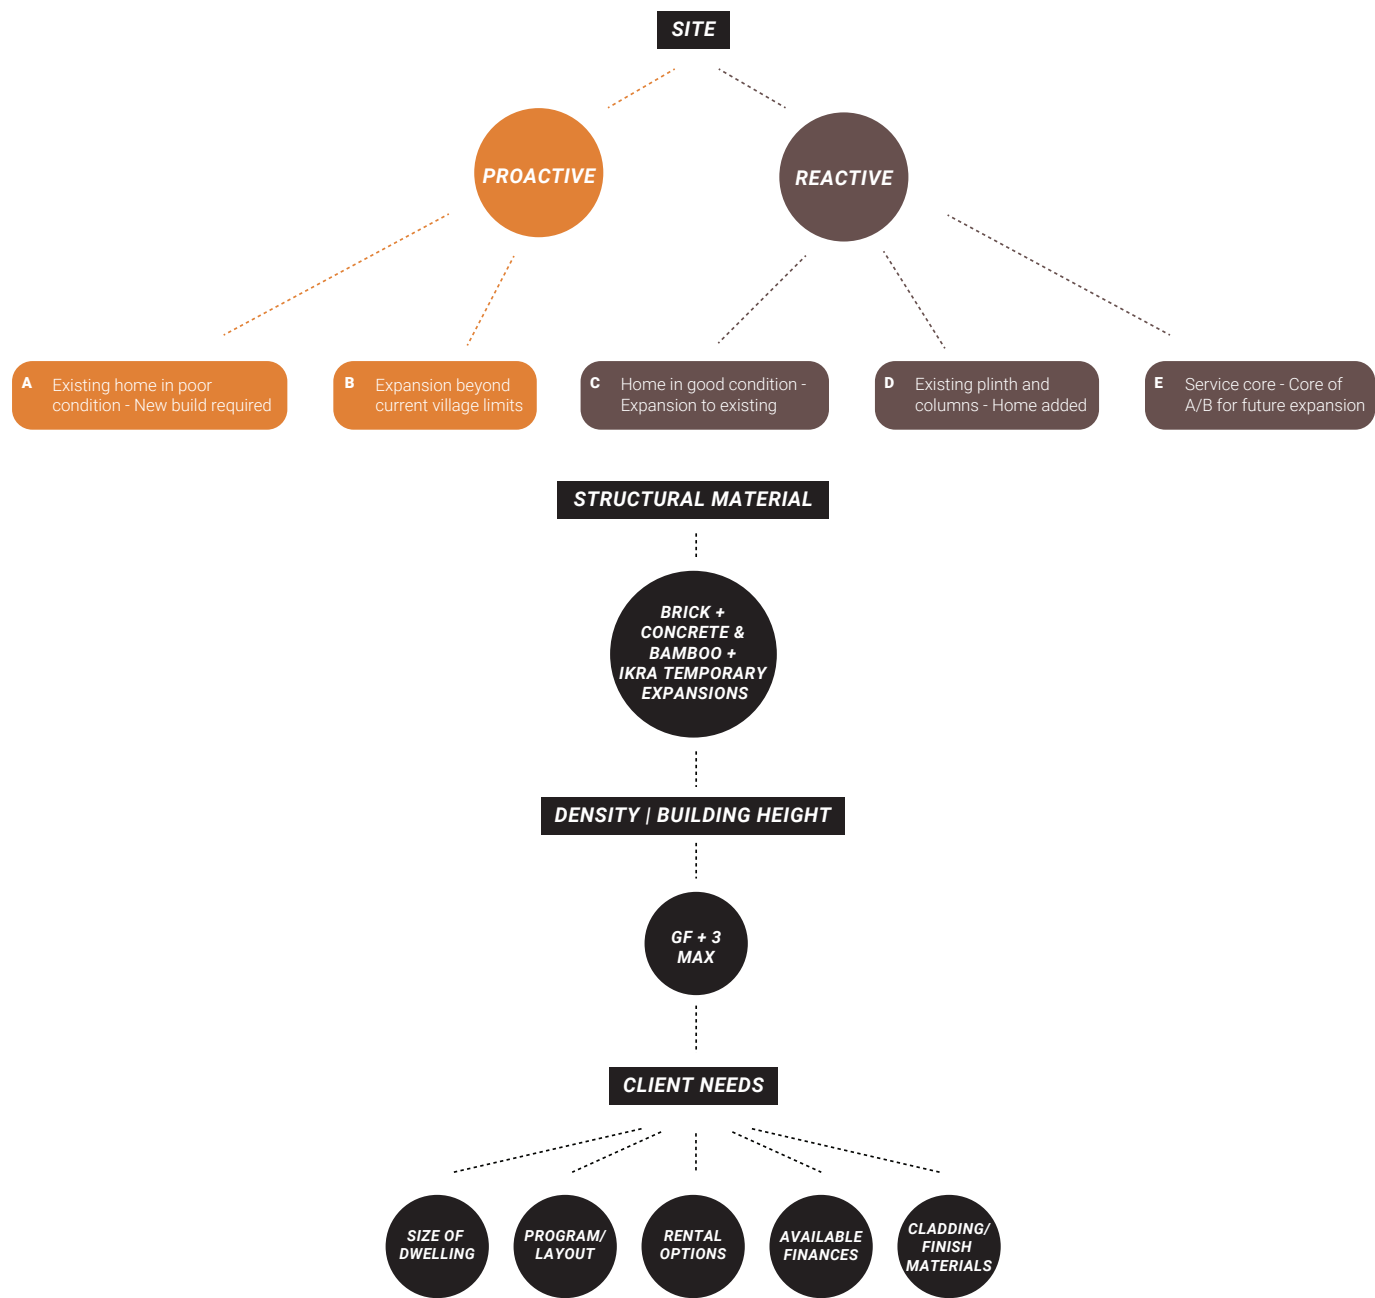 SITE
PROACTIVE
REACTIVE
A
Existing home in poor
condition - New build required
B
Expansion beyond
current village limits
C
Home in good condition -
Expansion to existing
D
Existing plinth and
columns - Home added
E
Service core - Core of
A/B for future expansion
STRUCTURAL MATERIAL
BRICK +
CONCRETE &
BAMBOO +
IKRA TEMPORARY
EXPANSIONS
DENSITY | BUILDING HEIGHT
GF + 3
MAX
CLIENT NEEDS
SIZE OF
DWELLING
PROGRAM/
LAYOUT
RENTAL
OPTIONS
AVAILABLE
FINANCES
CLADDING/
FINISH
MATERIALS